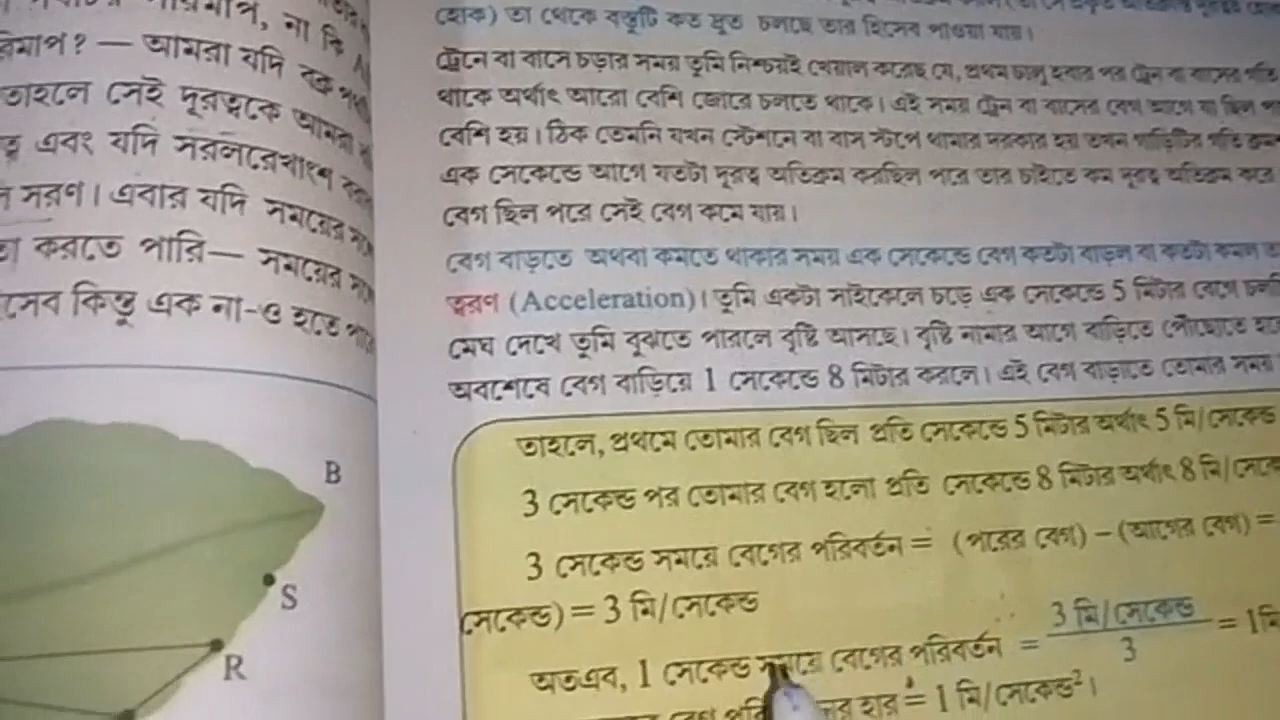 না কি
রিমাপ? — আমরা যদি বক্র
তাহলে সেই দূরত্বকে আমরা
এবং যদি সরলরেখাংশ
সরণ। এবার যদি সময়ের
করতে পারি— সময়ের
কিন্তু এক না-ও হতে
B
S
R
হোক) তা থেকে বস্তুটি কত দ্রুত চলছে তার হিসেব পাওয়া যায়।
ট্রেনে বা বাসে চড়ার সময় তুমি নিশ্চয়ই খেয়াল করেছ যে, প্রথম চালু হবার পর ট্রেন বা বাসের গতি
থাকে অর্থাৎ আরো বেশি জোরে চলতে থাকে। এই সময় ট্রেন বা বাসের বেগ আগে যা ছিল
বেশি হয়। ঠিক তেমনি যখন স্টেশনে বা বাস স্টপে থামার দরকার হয় তখন গাড়িটির গতি
এক সেকেন্ডে আগে যতটা দূরত্ব অতিক্রম করছিল পরে তার চাইতে কম দূরত্ব অতিক্রম করে
বেগ ছিল পরে সেই বেগ কমে যায়।
বেগ বাড়তে অথবা কমতে থাকার সময় এক সেকেন্ডে বেগ কতটা বাড়ল বা কতটা কমল
ত্বরণ (Acceleration)। তুমি একটা সাইকেলে চড়ে এক সেকেন্ডে 5 মিটার বেগে
মেঘ দেখে তুমি বুঝতে পারলে বৃষ্টি আসছে। বৃষ্টি নামার আগে বাড়িতে পৌঁছোতে
অবশেষে বেগ বাড়িয়ে 1 সেকেন্ডে 8 মিটার করলে। এই বেগ বাড়াতে তোমার সময়
তাহলে, প্রথমে তোমার বেগ ছিল প্রতি সেকেন্ডে 5 মিটার অর্থাৎ 5 মি/সেকেন্ড
3 সেকেন্ড পর তোমার বেগ হলো প্রতি সেকেন্ডে 8 মিটার অর্থাৎ 8 মি/সেকে
3 সেকেন্ড সময়ে বেগের পরিবর্তন = (পরের বেগ) – (আগের বেগ) =
সেকেন্ড) = 3 মি/সেকেন্ড
অতএব, 1 সেকেন্ড সময়ে বেগের পরিবর্তন = 3 মি/সেকেন্ড / 3 = 1মি
হার = 1 মি/সেকেন্ড²।